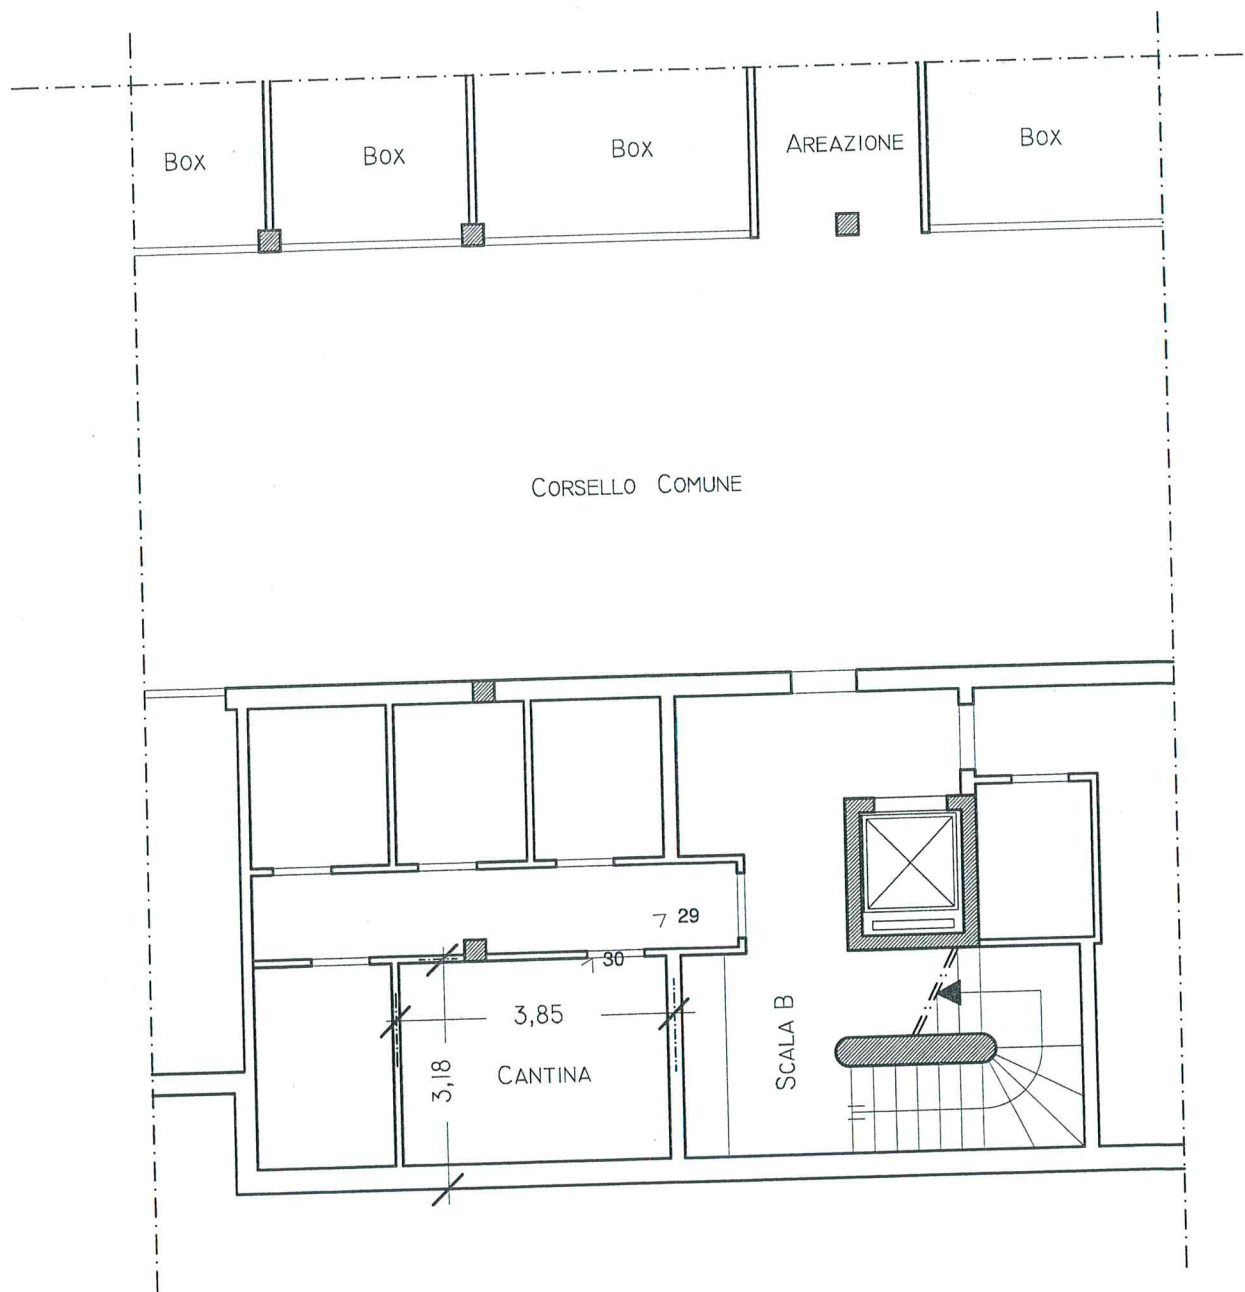 BOX
BOX
BOX
AREAZIONE
BOX
CORSELLO COMUNE
29
30
3,85
3,18
CANTINA
SCALA B